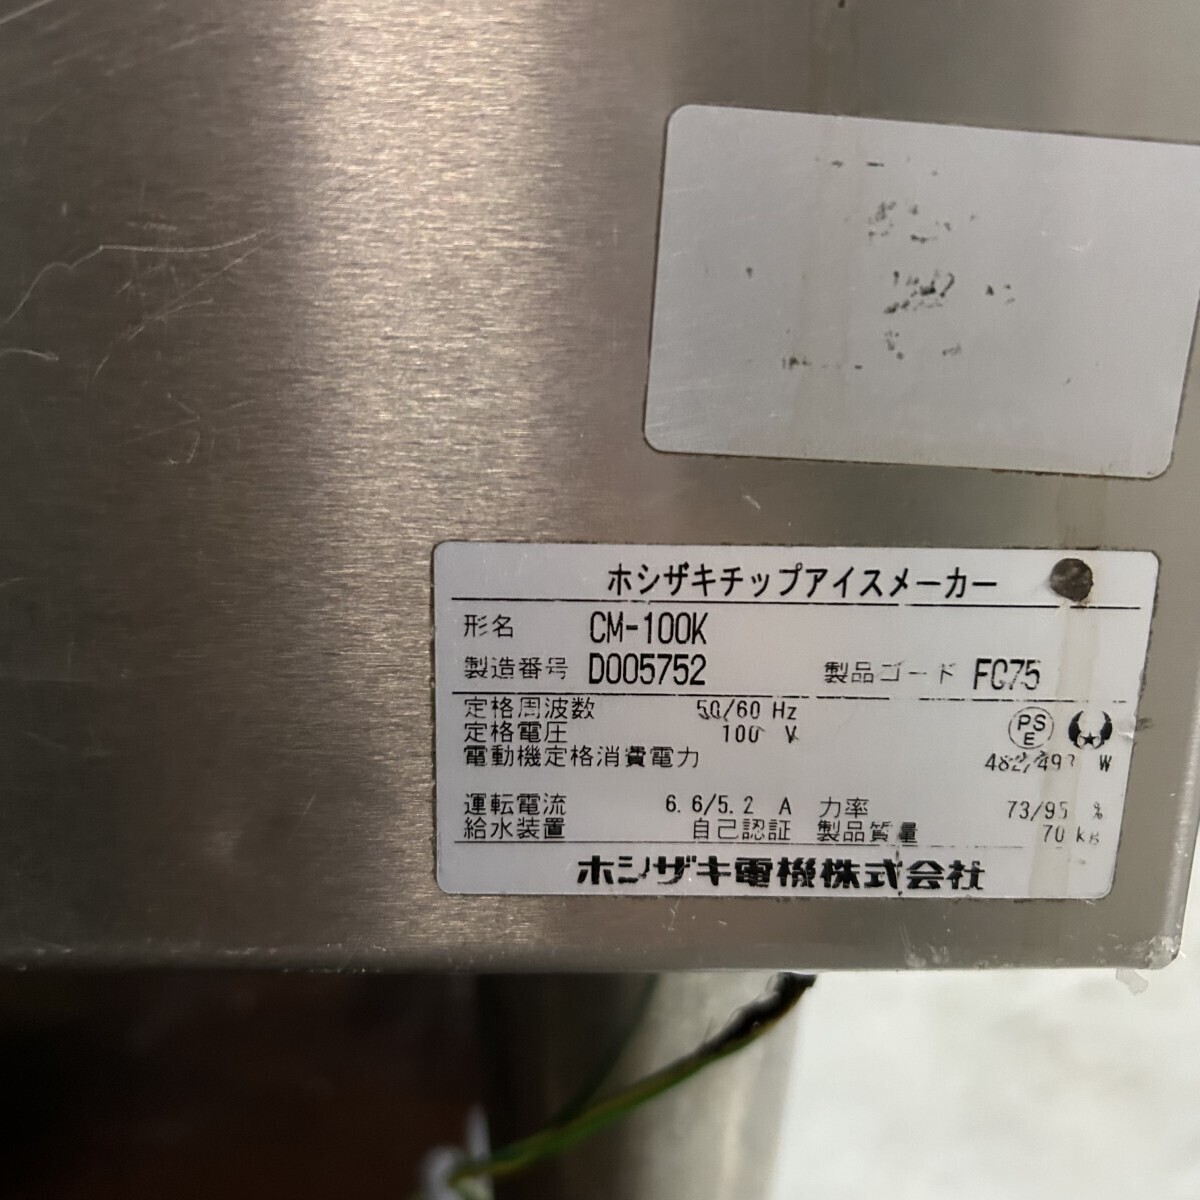 ホシザキチップアイスメーカー
形名 CM-100K
製造番号 D005752 製品コード FC75
定格周波数 50/60 Hz
定格電圧 100 V
PS E
電動機定格消費電力 W
運転電流 6.6/5.2 A 力率 73/95 %
給水装置 自己認証 製品質量 70 kg
ホシザキ電機株式会社